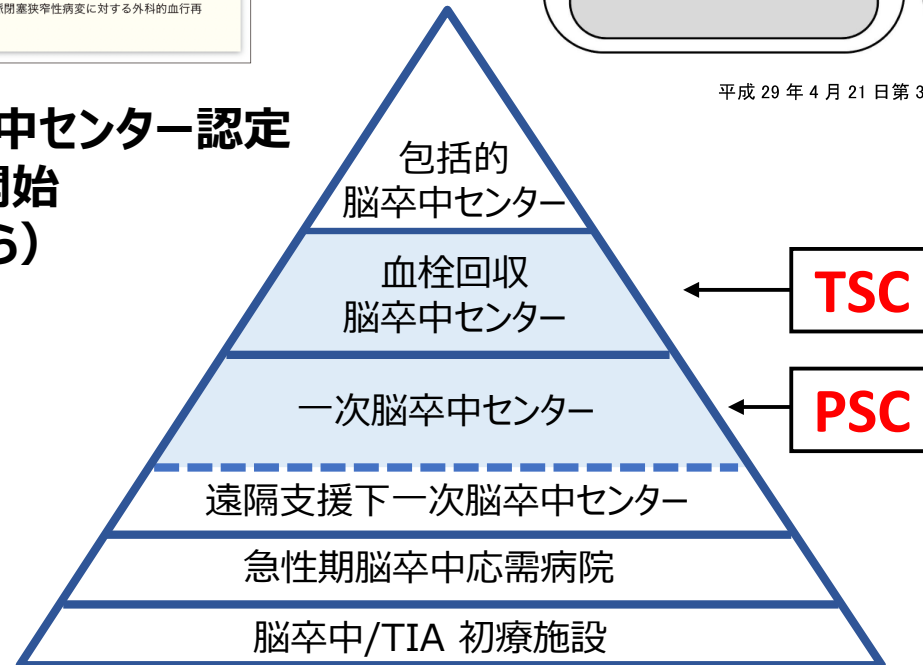 脈閉塞狭窄性病変に対する外科的血行再
平成 29 年 4 月 21 日第 3
中センター認定
開始
ら）
包括的
脳卒中センター
血栓回収
脳卒中センター
TSC
一次脳卒中センター
PSC
遠隔支援下一次脳卒中センター
急性期脳卒中応需病院
脳卒中/TIA 初療施設